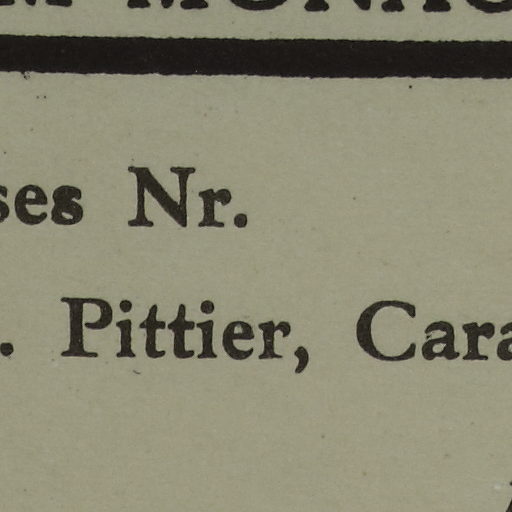 ses Nr.
. Pittier, Cara